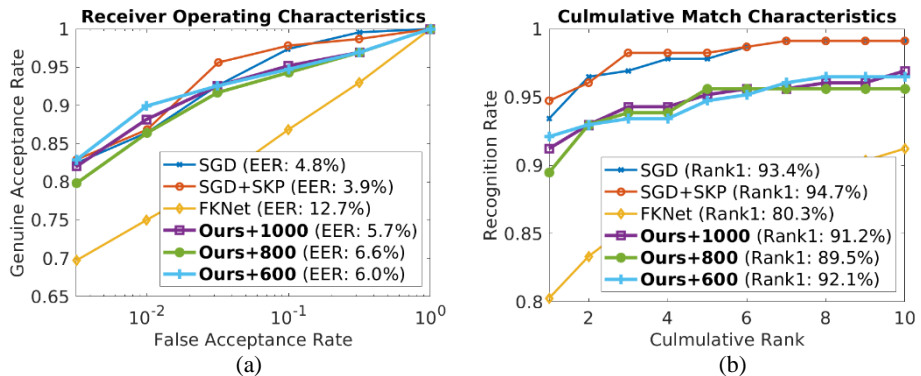 Receiver Operating Characteristics
Genuine Acceptance Rate
1
0.95
0.9
0.85
0.8
0.75
0.7
0.65
SGD (EER: 4.8%)
SGD+SKP (EER: 3.9%)
FKNet (EER: 12.7%)
Ours+1000 (EER: 5.7%)
Ours+800 (EER: 6.6%)
Ours+600 (EER: 6.0%)
10⁻² 10⁻¹ 10⁰
False Acceptance Rate
(a)
Culmulative Match Characteristics
Recognition Rate
1
0.95
0.9
0.85
0.8
SGD (Rank1: 93.4%)
SGD+SKP (Rank1: 94.7%)
FKNet (Rank1: 80.3%)
Ours+1000 (Rank1: 91.2%)
Ours+800 (Rank1: 89.5%)
Ours+600 (Rank1: 92.1%)
2 4 6 8 10
Culmulative Rank
(b)